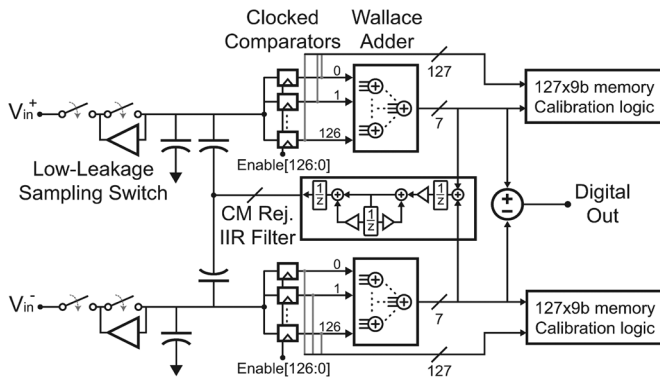 Clocked
Comparators
Wallace
Adder
0
1
126
Enable[126:0]
127
7
127x9b memory
Calibration logic
Vin+
Low-Leakage
Sampling Switch
CM Rej.
IIR Filter
1/z
1/z
1/z
+
−
Digital
Out
Vin-
0
1
126
Enable[126:0]
7
127
127x9b memory
Calibration logic